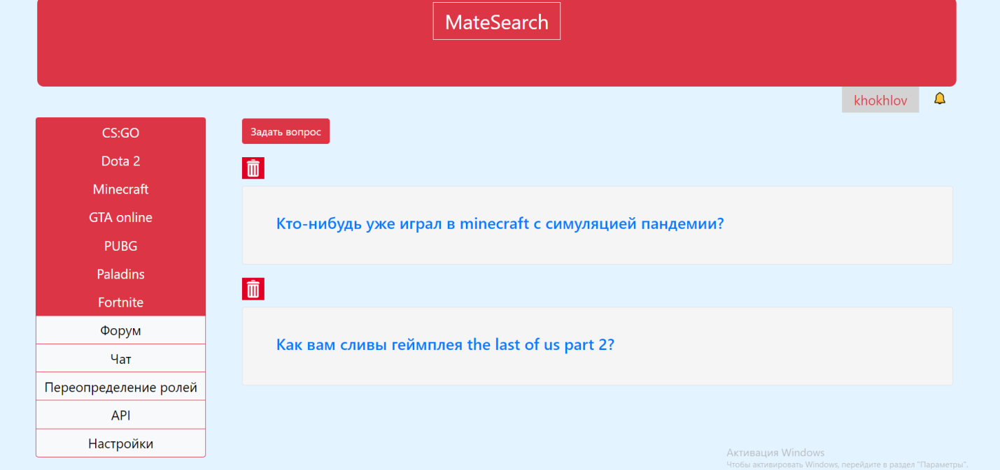 MateSearch
khokhlov
CS:GO
Dota 2
Minecraft
GTA online
PUBG
Paladins
Fortnite
Форум
Чат
Переопределение ролей
API
Настройки
Задать вопрос
Кто-нибудь уже играл в minecraft с симуляцией пандемии?
Как вам сливы геймплея the last of us part 2?
Активация Windows
Чтобы активировать Windows, перейдите в раздел "Параметры".